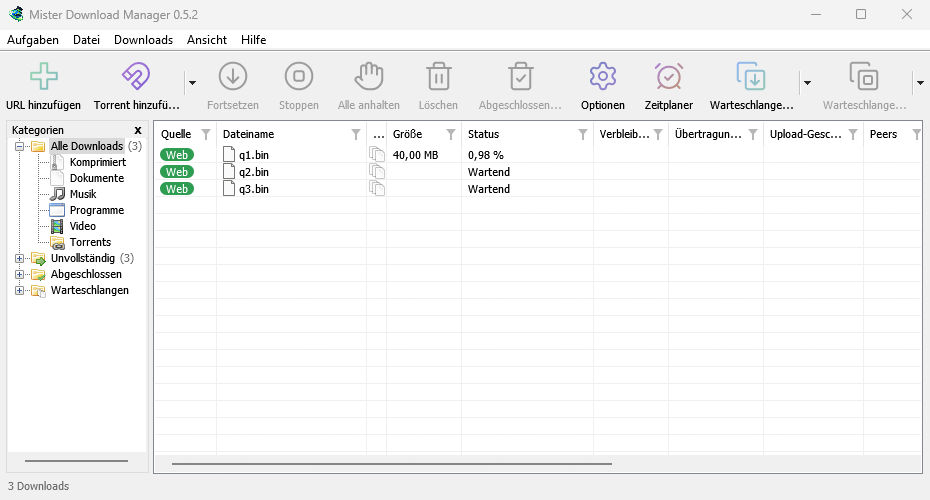 Mister Download Manager 0.5.2
Aufgaben Datei Downloads Ansicht Hilfe
URL hinzufügen Torrent hinzufü... Fortsetzen Stoppen Alle anhalten Löschen Abgeschlossen... Optionen Zeitplaner Warteschlange... Warteschlange...
Kategorien x
Alle Downloads (3)
Komprimiert
Dokumente
Musik
Programme
Video
Torrents
Unvollständig (3)
Abgeschlossen
Warteschlangen
Quelle Dateiname ... Größe Status Verbleib... Übertragun... Upload-Gesc... Peers
Web q1.bin 40,00 MB 0,98 %
Web q2.bin Wartend
Web q3.bin Wartend
3 Downloads